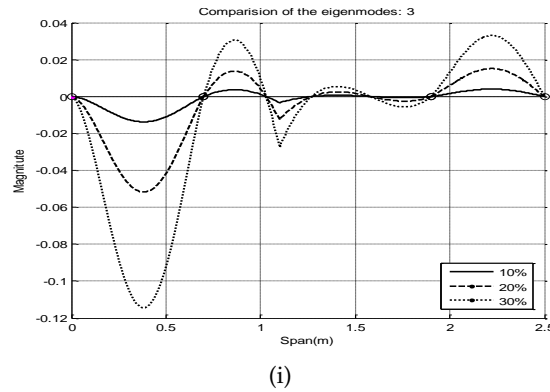 Comparision of the eigenmodes: 3
0.04
0.02
0
-0.02
-0.04
-0.06
-0.08
-0.1
-0.12
Magnitute
0 0.5 1 1.5 2 2.5
Span(m)
10%
20%
30%
(i)